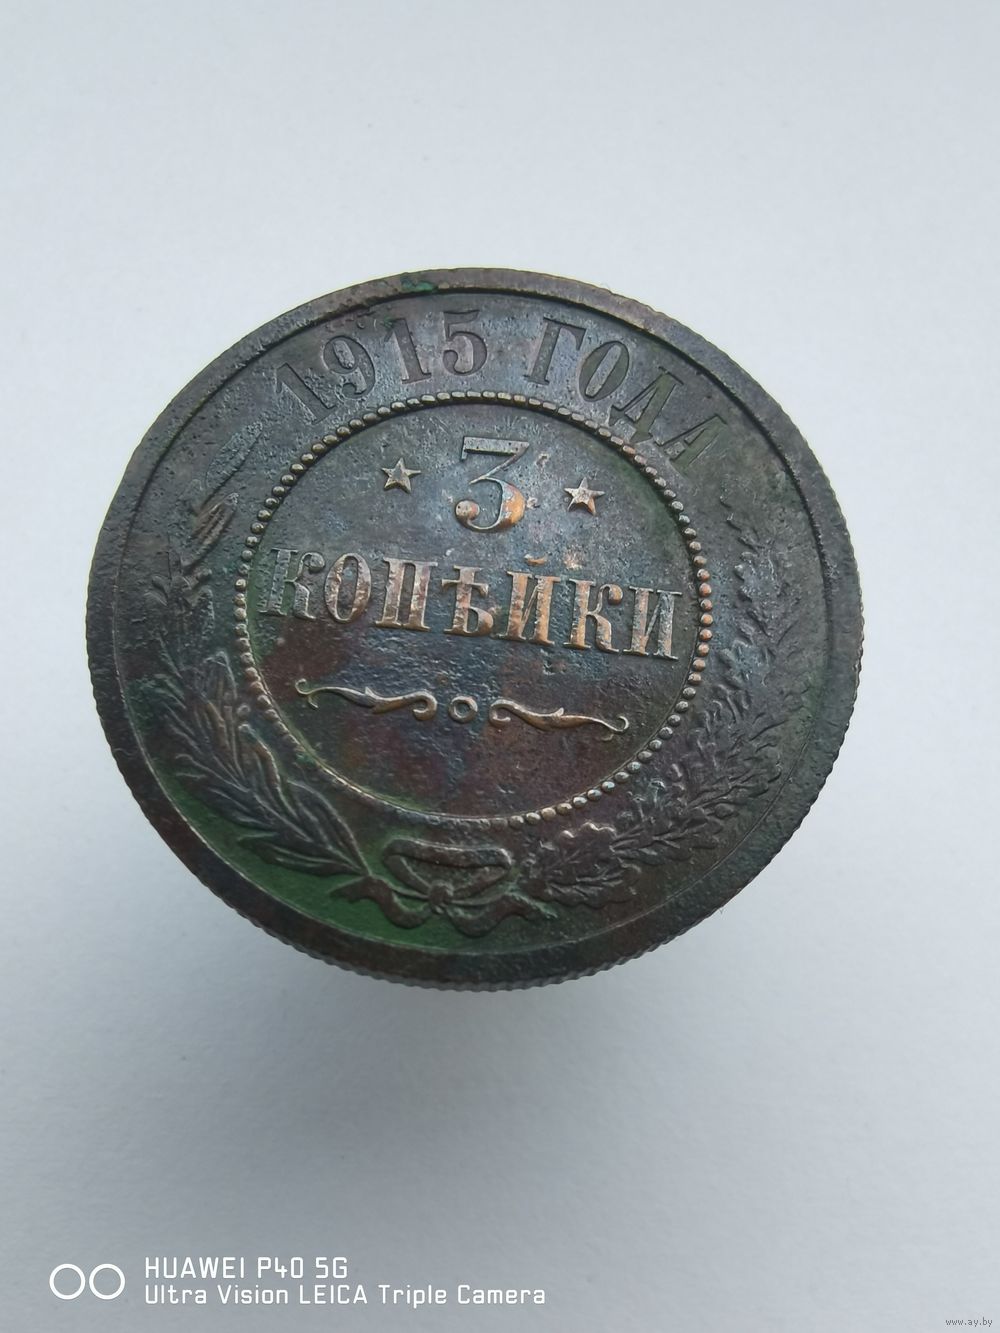 1915 ГОДА
3
КОПѢЙКИ
HUAWEI P40 5G
Ultra Vision LEICA Triple Camera
www.ay.by